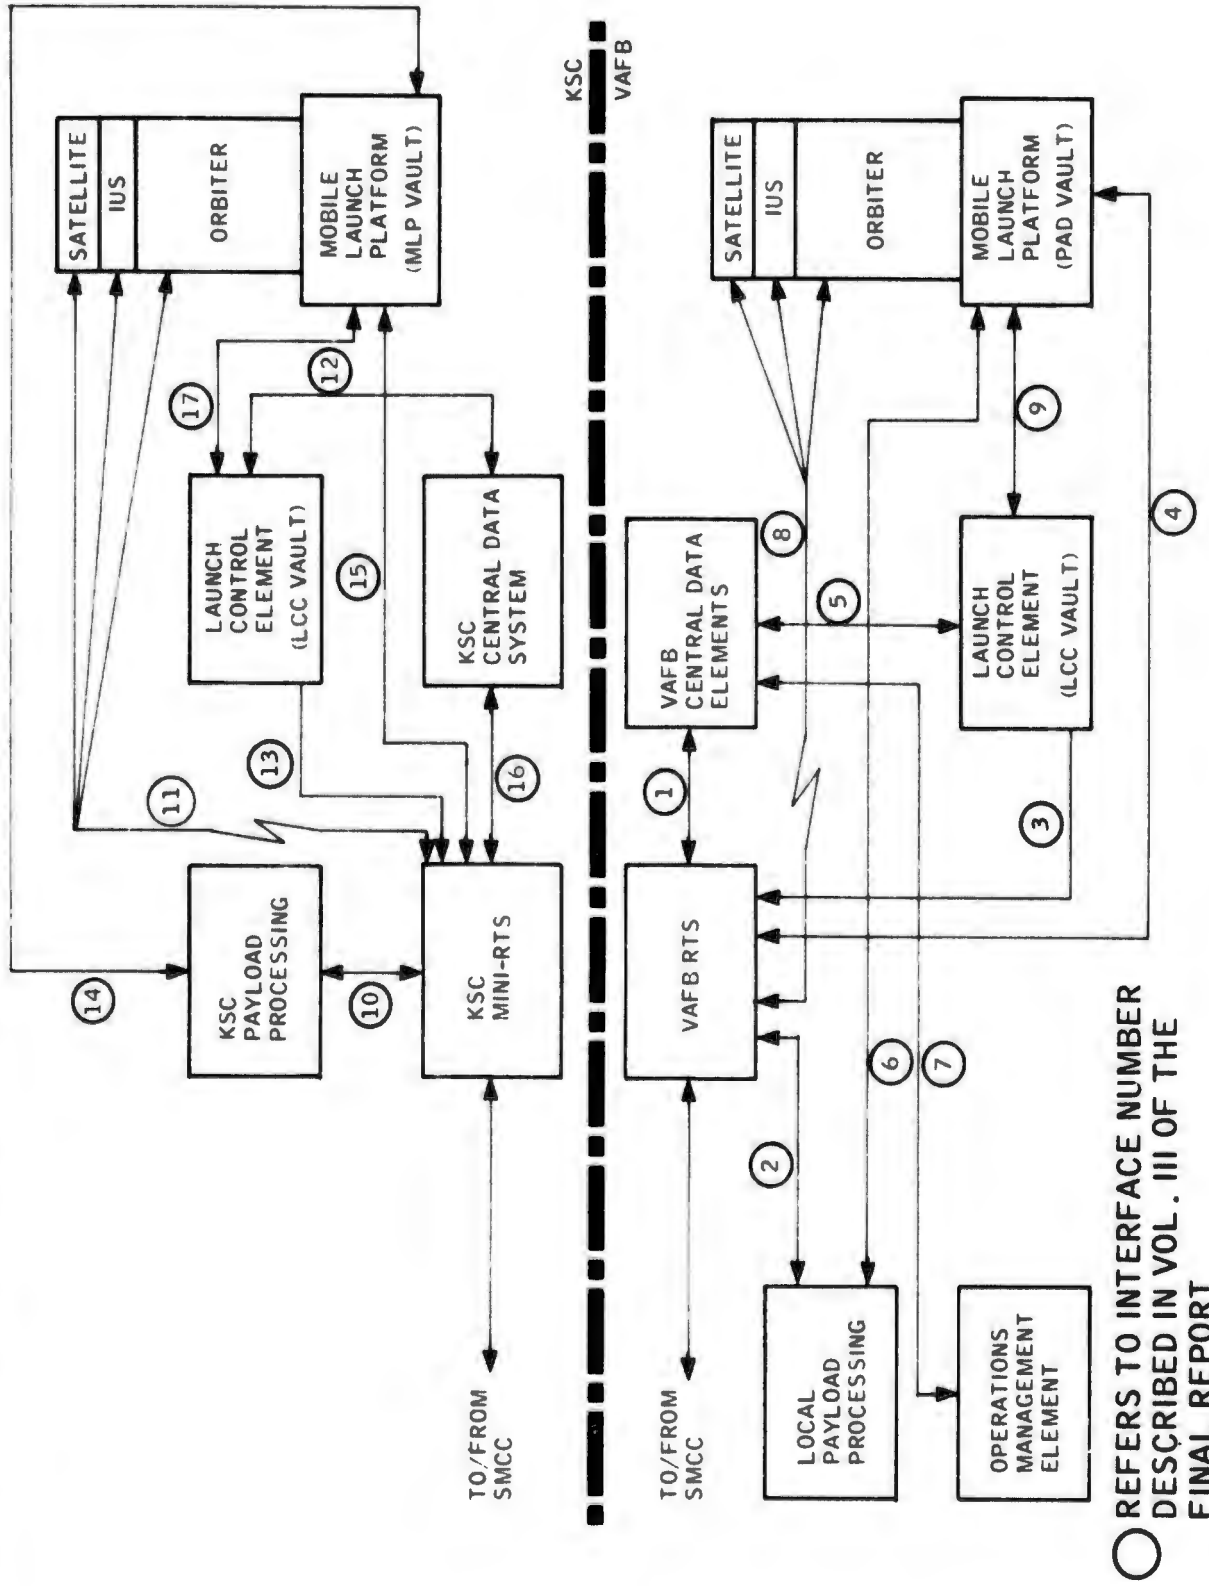 KSC
VAFB
SATELLITE
IUS
ORBITER
MOBILE
LAUNCH
PLATFORM
(MLP VAULT)
17
12
LAUNCH
CONTROL
ELEMENT
(LCC VAULT)
15
KSC
CENTRAL DATA
SYSTEM
11
13
16
14
KSC
PAYLOAD
PROCESSING
10
KSC
MINI-RTS
TO/FROM
SMCC
SATELLITE
IUS
ORBITER
MOBILE
LAUNCH
PLATFORM
(PAD VAULT)
9
4
8
5
VAFB
CENTRAL DATA
ELEMENTS
LAUNCH
CONTROL
ELEMENT
(LCC VAULT)
1
3
VAFB RTS
6
7
2
TO/FROM
SMCC
LOCAL
PAYLOAD
PROCESSING
OPERATIONS
MANAGEMENT
ELEMENT
REFERS TO INTERFACE NUMBER
DESCRIBED IN VOL. III OF THE
FINAL REPORT